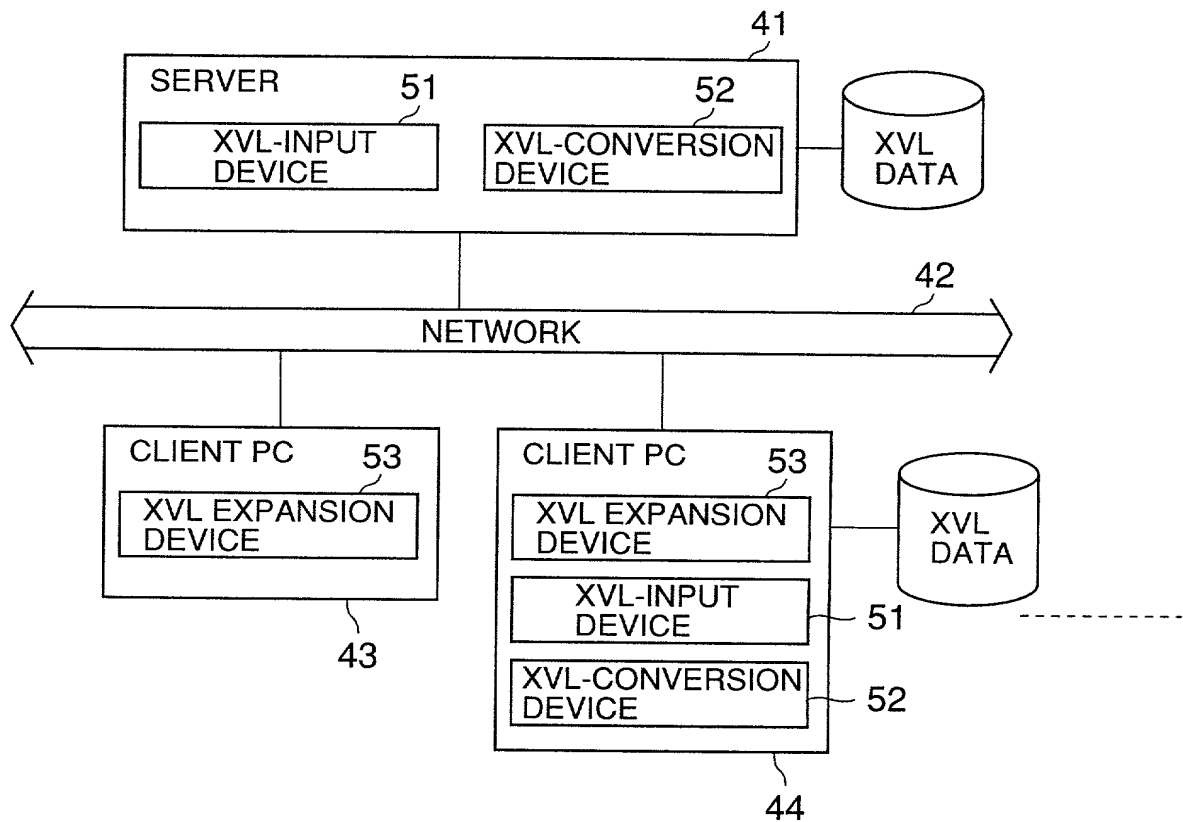 41
SERVER
51
52
XVL-INPUT
DEVICE
XVL-CONVERSION
DEVICE
XVL
DATA
42
NETWORK
CLIENT PC
53
XVL EXPANSION
DEVICE
43
CLIENT PC
53
XVL EXPANSION
DEVICE
XVL
DATA
XVL-INPUT
DEVICE
51
XVL-CONVERSION
DEVICE
52
44